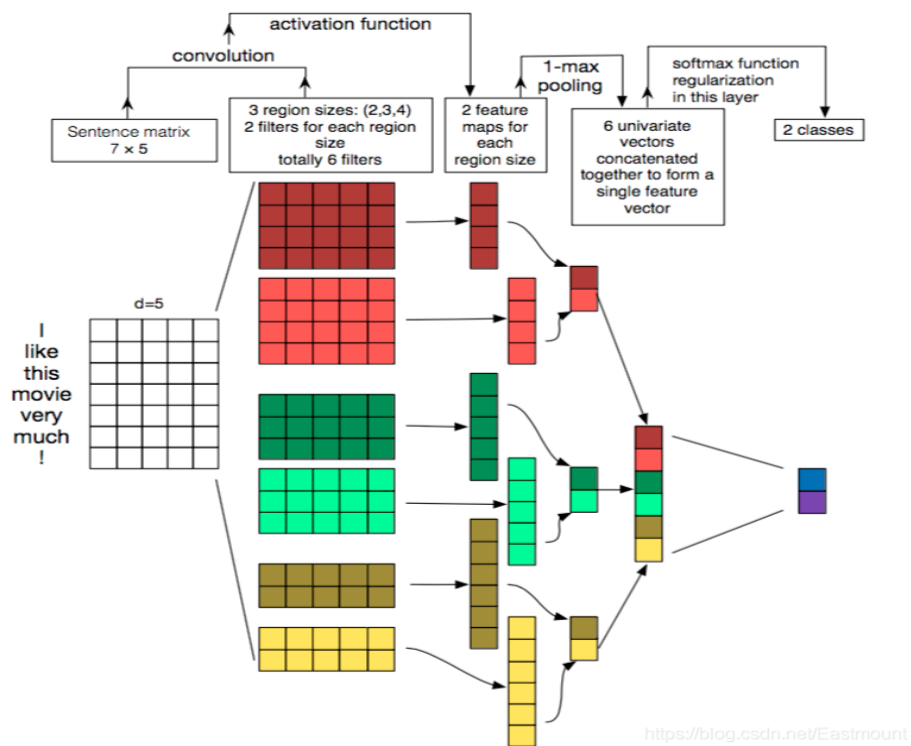 activation function
convolution
1-max
pooling
softmax function
regularization
in this layer
Sentence matrix
7 × 5
3 region sizes: (2,3,4)
2 filters for each region
size
totally 6 filters
2 feature
maps for
each
region size
6 univariate
vectors
concatenated
together to form a
single feature
vector
2 classes
d=5
I
like
this
movie
very
much
!
https://blog.csdn.net/Eastmount